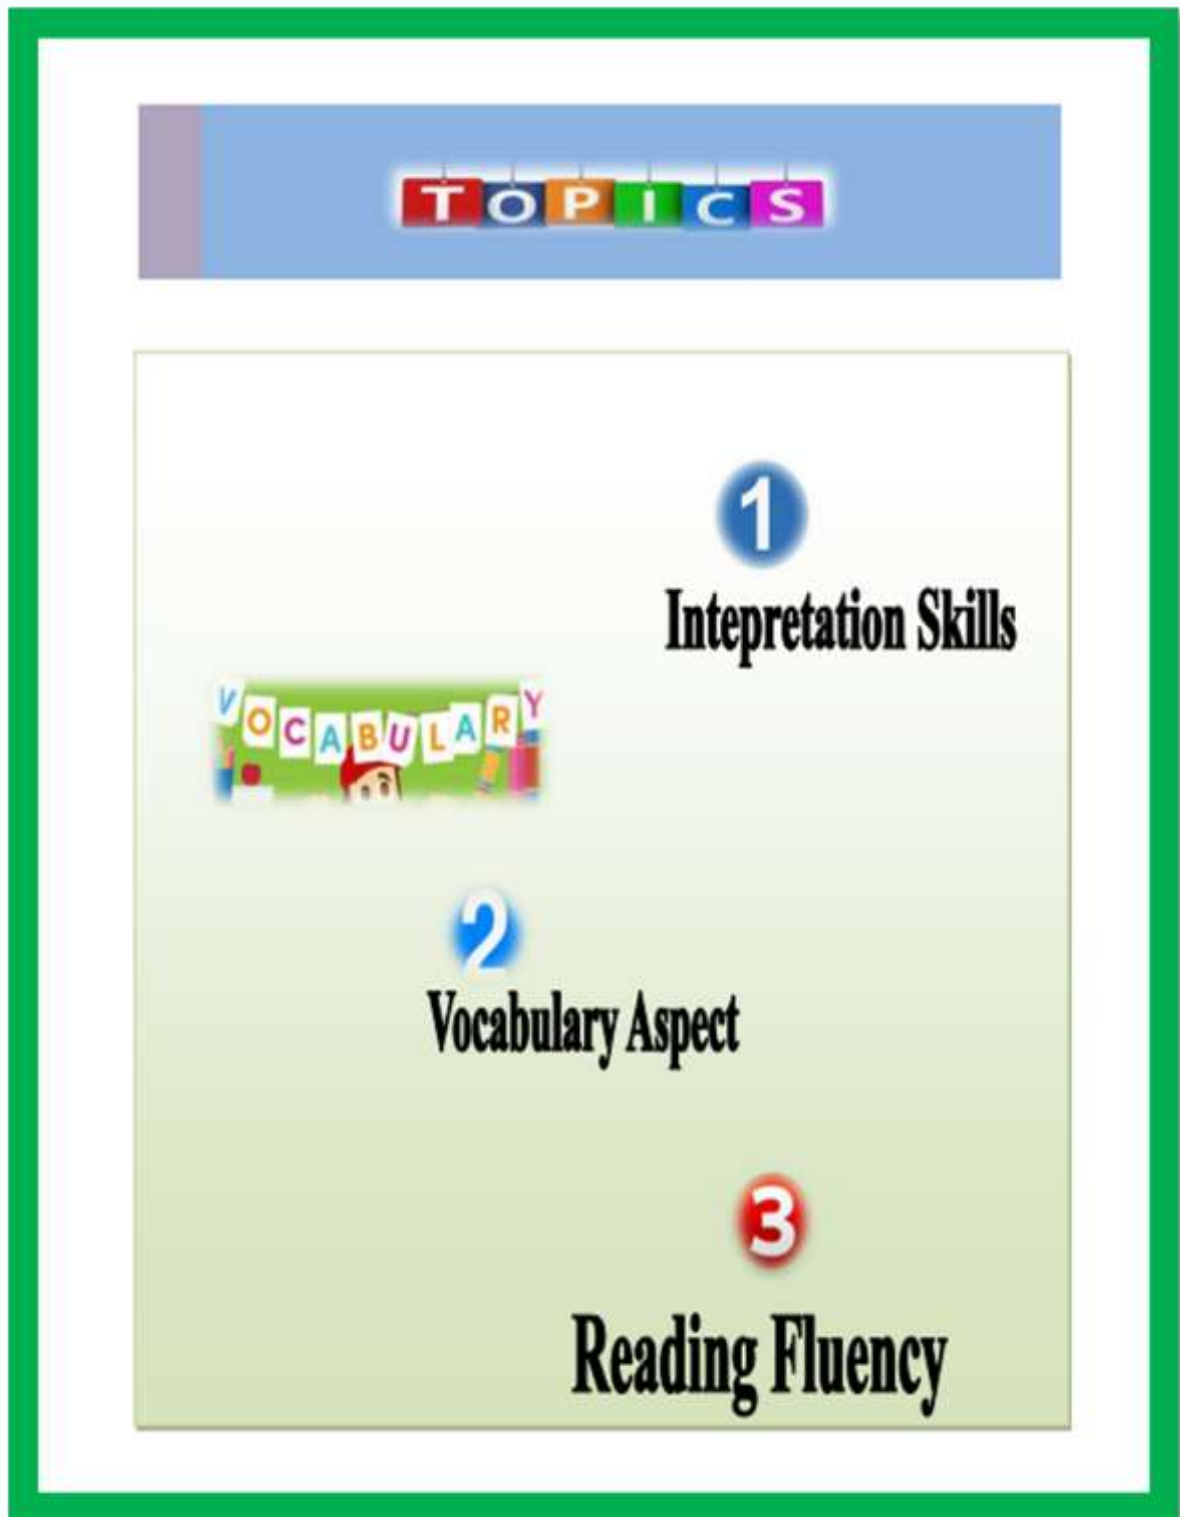 TOPICS
1
Intepretation Skills
VOCABULARY
2
Vocabulary Aspect
3
Reading Fluency